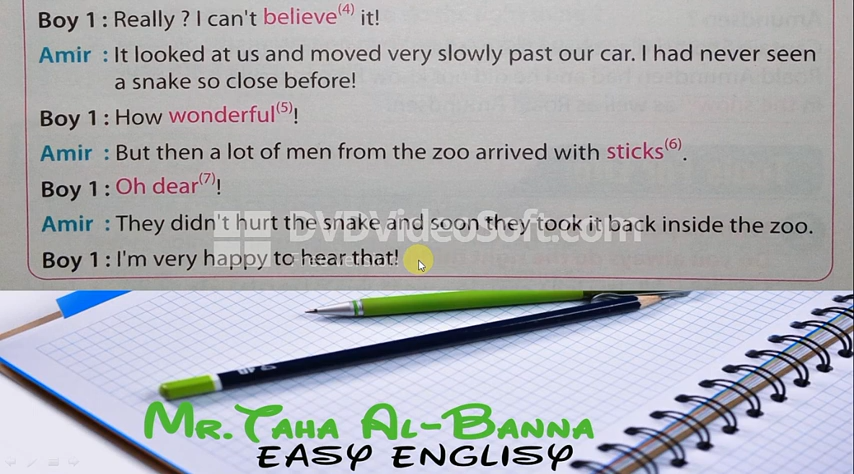 Boy 1 : Really ? I can't believe(4) it!
Amir : It looked at us and moved very slowly past our car. I had never seen
a snake so close before!
Boy 1 : How wonderful(5)!
Amir : But then a lot of men from the zoo arrived with sticks(6).
Boy 1 : Oh dear(7)!
Amir : They didn't hurt the snake and soon they took it back inside the zoo.
DVDVideoSoft.com
Boy 1 : I'm very happy to hear that!
Mr.Taha Al-Banna
EASY ENGLISY